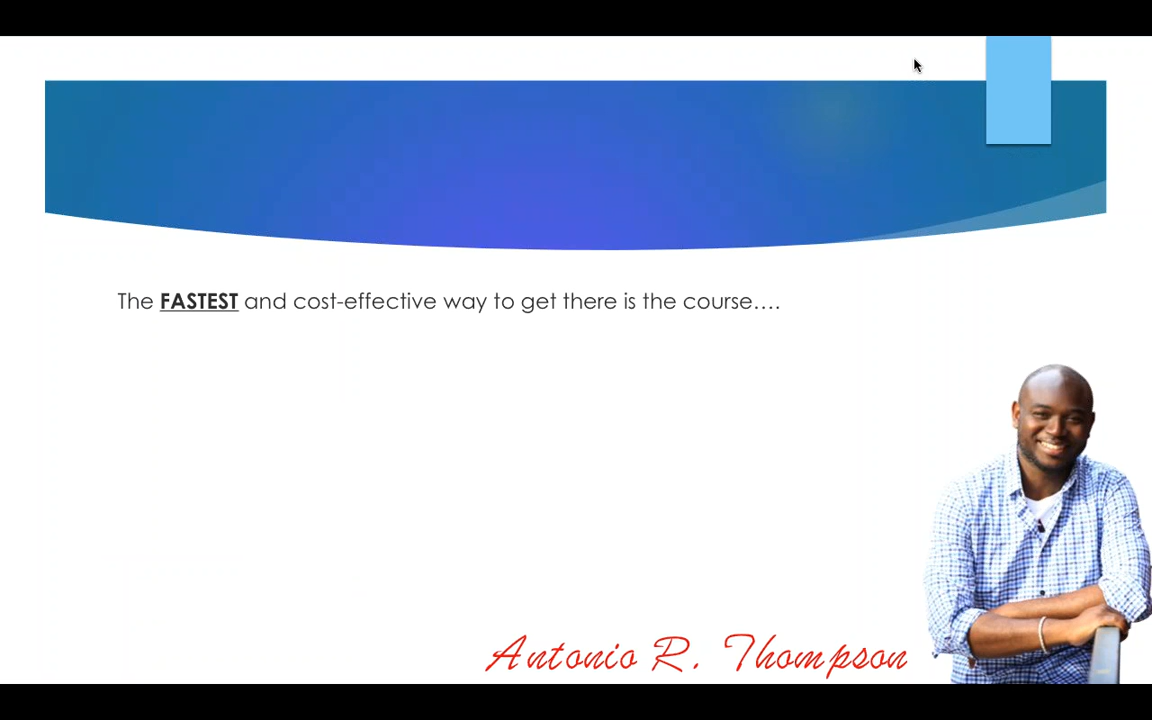 The FASTEST and cost-effective way to get there is the course….
Antonio R. Thompson